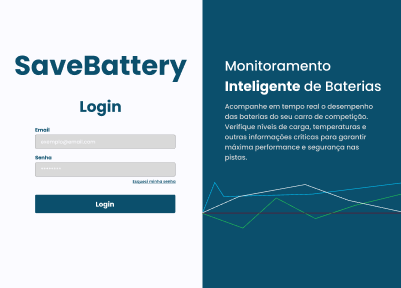 SaveBattery
Login
Email
exemplo@email.com
Senha
Esqueci minha senha
Login
Monitoramento
Inteligente de Baterias
Acompanhe em tempo real o desempenho
das baterias do seu carro de competição.
Verifique níveis de carga, temperaturas e
outras informações críticas para garantir
máxima performance e segurança nas
pistas.